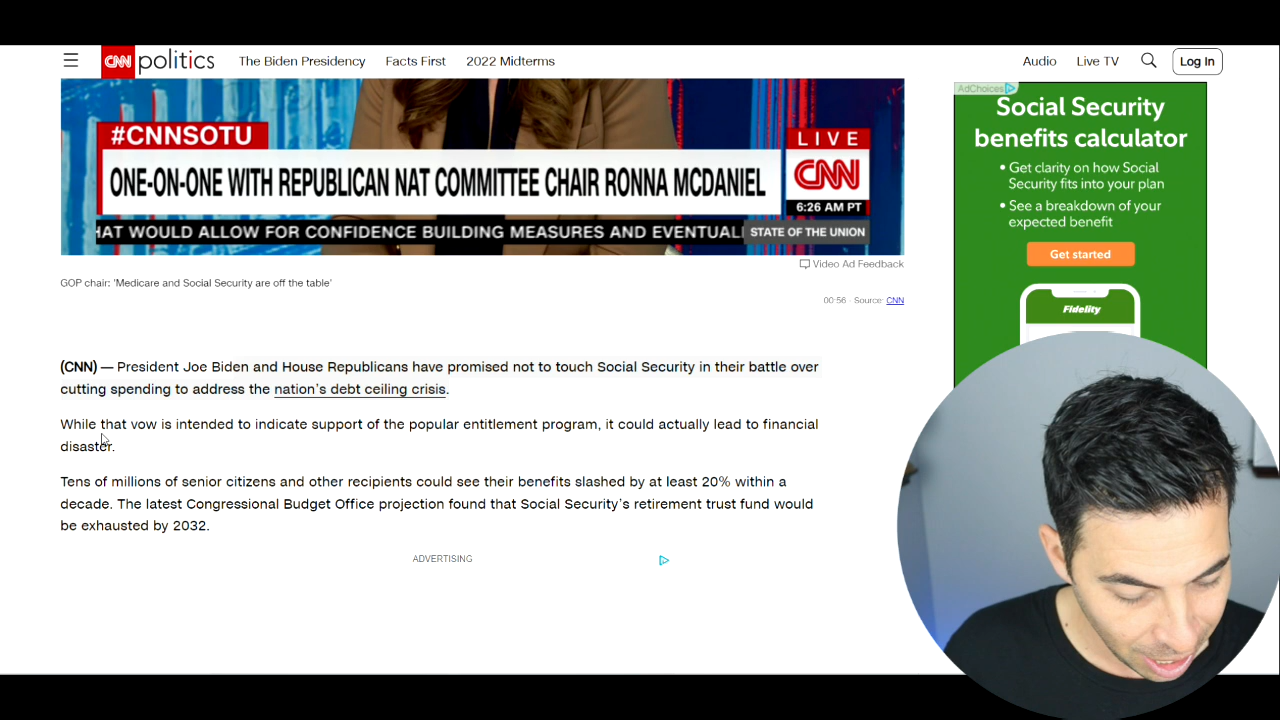 CNN politics The Biden Presidency Facts First 2022 Midterms Audio Live TV Log In
#CNNSOTU
LIVE
ONE-ON-ONE WITH REPUBLICAN NAT COMMITTEE CHAIR RONNA MCDANIEL
CNN
6:26 AM PT
HAT WOULD ALLOW FOR CONFIDENCE BUILDING MEASURES AND EVENTUAL
STATE OF THE UNION
Video Ad Feedback
GOP chair: 'Medicare and Social Security are off the table'
00:56 - Source: CNN
(CNN) — President Joe Biden and House Republicans have promised not to touch Social Security in their battle over
cutting spending to address the nation's debt ceiling crisis.
While that vow is intended to indicate support of the popular entitlement program, it could actually lead to financial
disaster.
Tens of millions of senior citizens and other recipients could see their benefits slashed by at least 20% within a
decade. The latest Congressional Budget Office projection found that Social Security's retirement trust fund would
be exhausted by 2032.
ADVERTISING
AdChoices
Social Security
benefits calculator
• Get clarity on how Social
Security fits into your plan
• See a breakdown of your
expected benefit
Get started
Fidelity